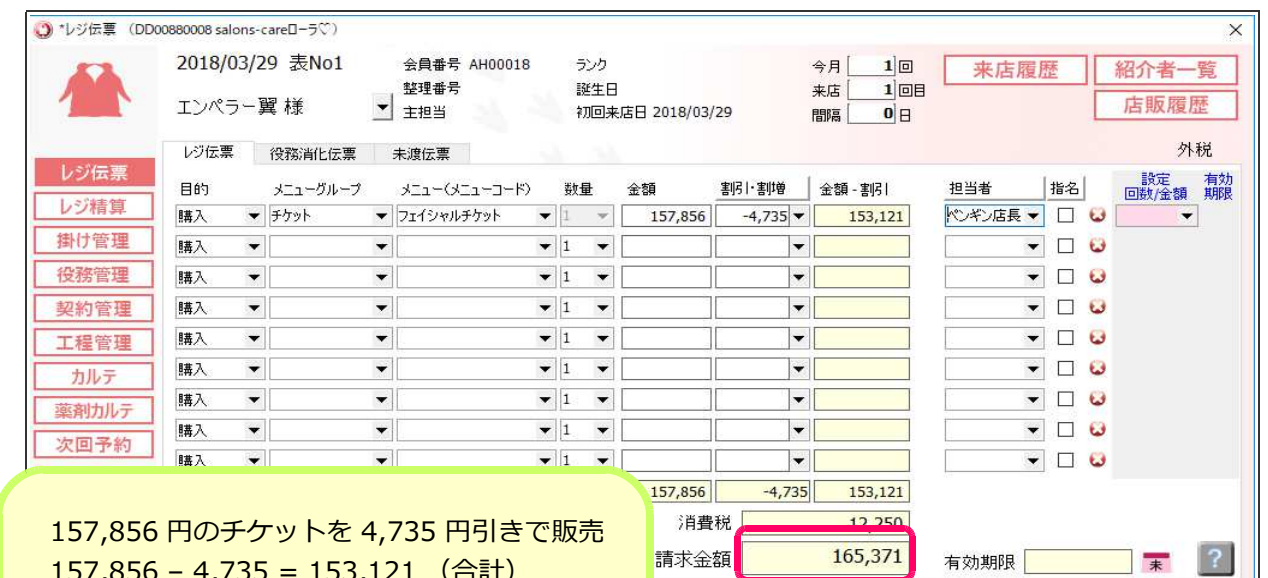 *レジ伝票 （DD00880008 salons-careローラ♡）
2018/03/29 表No1 会員番号 AH00018 ランク 今月 1 回 来店履歴 紹介者一覧
整理番号 誕生日 来店 1 回目
エンペラー翼 様 主担当 初回来店日 2018/03/29 間隔 0 日 店販履歴
レジ伝票 役務消化伝票 未渡伝票 外税
レジ伝票
レジ精算
掛け管理
役務管理
契約管理
工程管理
カルテ
薬剤カルテ
次回予約
目的 メニューグループ メニュー(メニューコード) 数量 金額 割引・割増 金額 - 割引 担当者 指名 設定 回数/金額 有効 期限
購入 チケット フェイシャルチケット 1 157,856 -4,735 153,121 ペンギン店長
購入 1
購入 1
購入 1
購入 1
購入 1
購入 1
購入 1
購入 1
157,856 -4,735 153,121
消費税 12,250
請求金額 165,371 有効期限 未 ?
157,856 円のチケットを 4,735 円引きで販売
157,856 – 4,735 = 153,121 （合計）